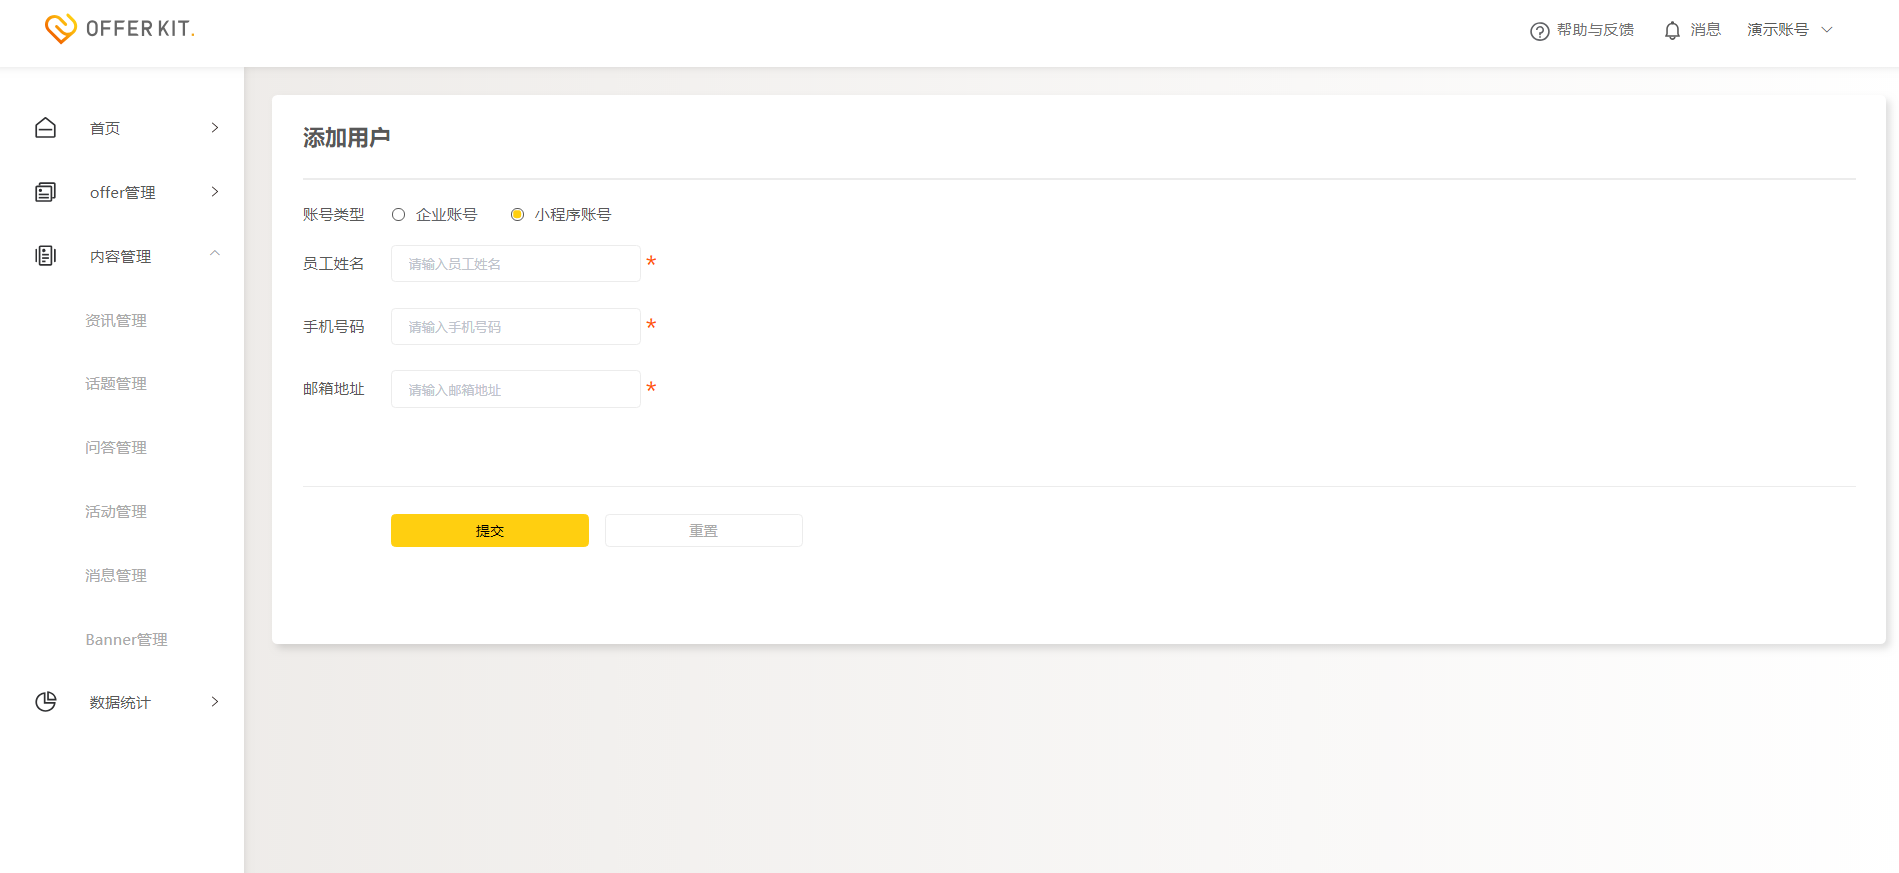 OFFER KIT.
帮助与反馈
消息
演示账号
首页
offer管理
内容管理
资讯管理
话题管理
问答管理
活动管理
消息管理
Banner管理
数据统计
添加用户
账号类型 企业账号 小程序账号
员工姓名 请输入员工姓名 *
手机号码 请输入手机号码 *
邮箱地址 请输入邮箱地址 *
提交 重置